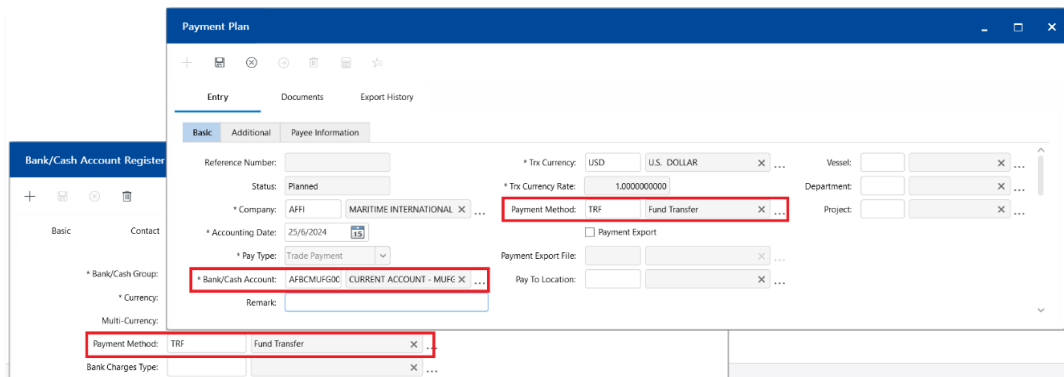 Payment Plan
Entry Documents Export History
Basic Additional Payee Information
Reference Number: * Trx Currency: USD U.S. DOLLAR Vessel:
Status: Planned * Trx Currency Rate: 1.0000000000 Department:
* Company: AFFI MARITIME INTERNATIONAL Payment Method: TRF Fund Transfer Project:
* Accounting Date: 25/6/2024 15 Payment Export
* Pay Type: Trade Payment Payment Export File:
* Bank/Cash Account: AFBCMUFG00 CURRENT ACCOUNT - MUFG Pay To Location:
Remark:
Bank/Cash Account Register
Basic Contact
* Bank/Cash Group:
* Currency:
Multi-Currency:
Payment Method: TRF Fund Transfer
Bank Charges Type: